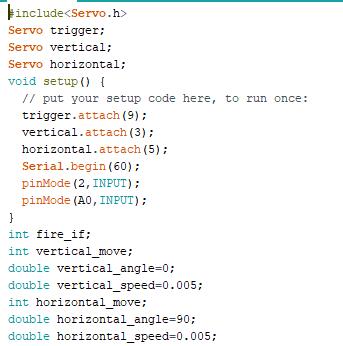 #include<Servo.h>
Servo trigger;
Servo vertical;
Servo horizontal;
void setup() {
  // put your setup code here, to run once:
  trigger.attach(9);
  vertical.attach(3);
  horizontal.attach(5);
  Serial.begin(60);
  pinMode(2,INPUT);
  pinMode(A0,INPUT);
}
int fire_if;
int vertical_move;
double vertical_angle=0;
double vertical_speed=0.005;
int horizontal_move;
double horizontal_angle=90;
double horizontal_speed=0.005;